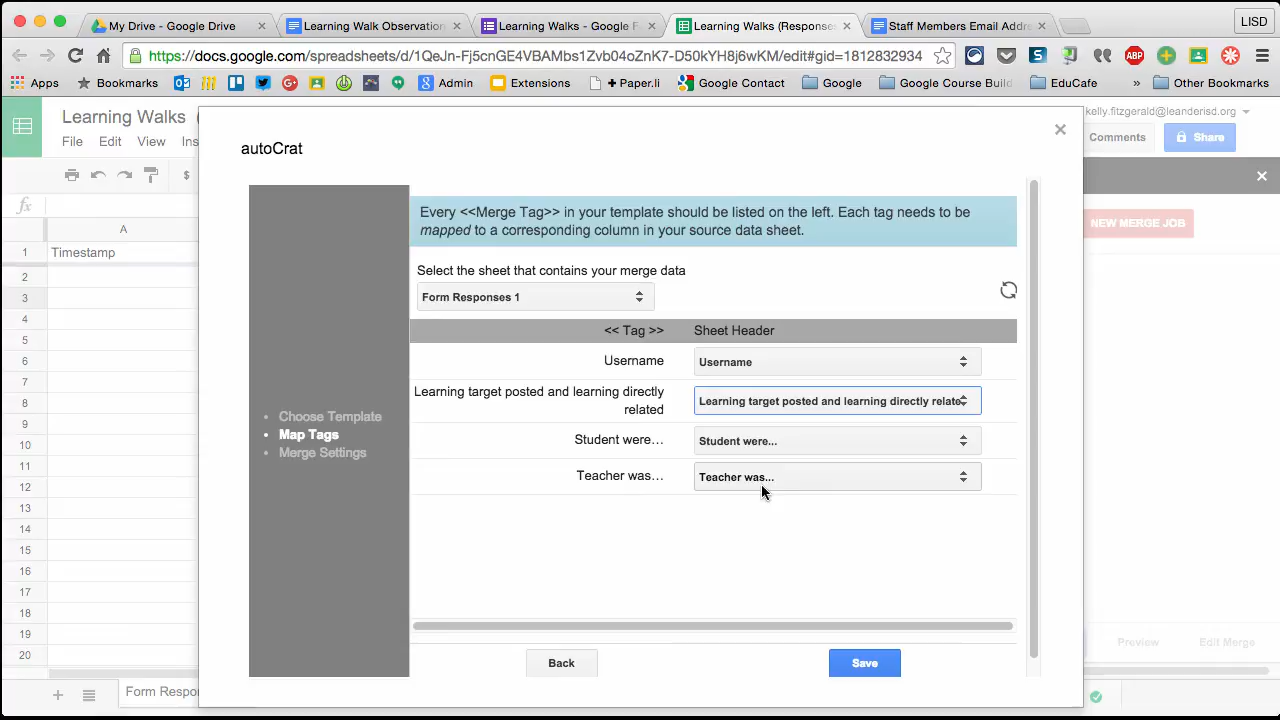 My Drive - Google Drive
Learning Walk Observation
Learning Walks - Google F
Learning Walks (Responses
Staff Members Email Addre
LISD
https://docs.google.com/spreadsheets/d/1QeJn-Fj5cnGE4VBAMbs1Zvb04oZnK7-D50kYH8j6wKM/edit#gid=1812832934
Apps
Bookmarks
Admin
Extensions
+ Paper.li
Google Contact
Google
Google Course Build
EduCafe
»
Other Bookmarks
Learning Walks (
kelly.fitzgerald@leanderisd.org
File Edit View Ins
Comments
Share
autoCrat
$
fx
NEW MERGE JOB
A
1 Timestamp
2
3
4
5
6
7
8
9
10
11
12
13
14
15
16
17
18
19
20
Choose Template
Map Tags
Merge Settings
Every <<Merge Tag>> in your template should be listed on the left. Each tag needs to be
mapped to a corresponding column in your source data sheet.
Select the sheet that contains your merge data
Form Responses 1
<< Tag >> Sheet Header
Username Username
Learning target posted and learning directly
related
Learning target posted and learning directly relate
Student were... Student were...
Teacher was... Teacher was...
Back Save
Preview Edit Merge
Form Respon